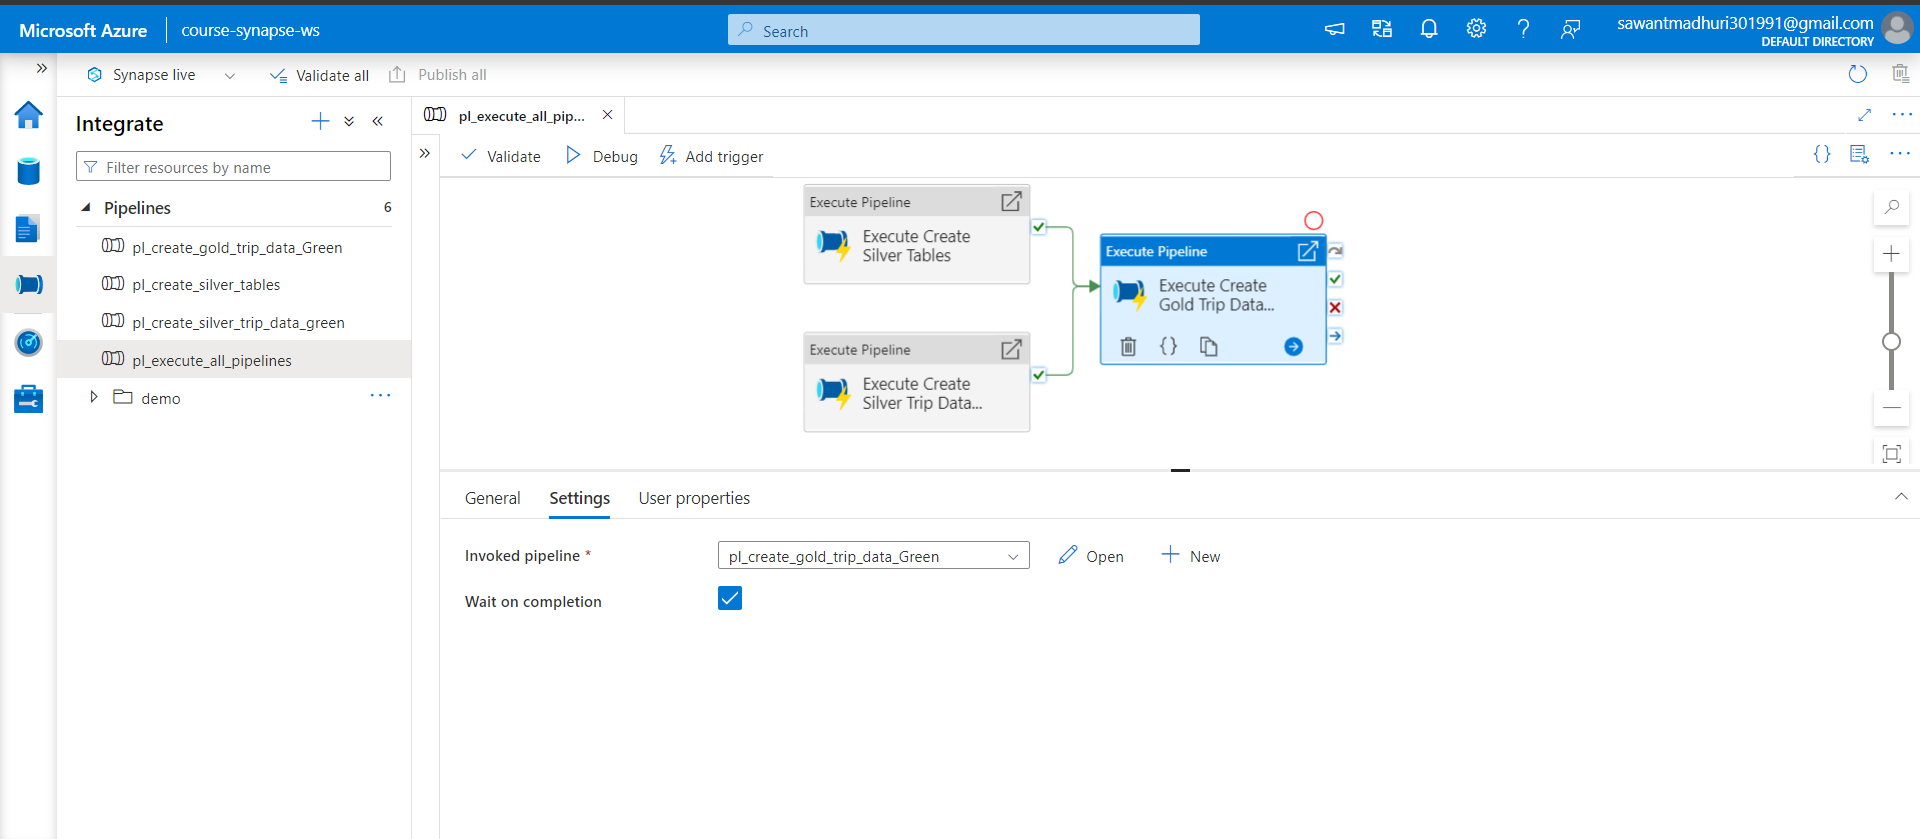 Microsoft Azure
course-synapse-ws
Search
sawantmadhuri301991@gmail.com
DEFAULT DIRECTORY
Synapse live
Validate all
Publish all
Integrate
Filter resources by name
Pipelines
6
pl_create_gold_trip_data_Green
pl_create_silver_tables
pl_create_silver_trip_data_green
pl_execute_all_pipelines
demo
pl_execute_all_pip...
Validate
Debug
Add trigger
Execute Pipeline
Execute Create
Silver Tables
Execute Pipeline
Execute Create
Silver Trip Data...
Execute Pipeline
Execute Create
Gold Trip Data...
General
Settings
User properties
Invoked pipeline *
pl_create_gold_trip_data_Green
Open
New
Wait on completion